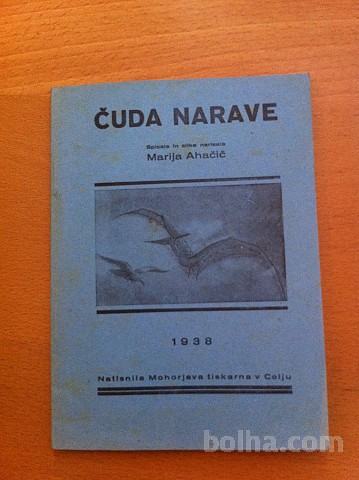 ČUDA NARAVE
Spisala in slike narisala
Marija Ahačič
1938
Natisnila Mohorjeva tiskarna v Celju
bolha.com